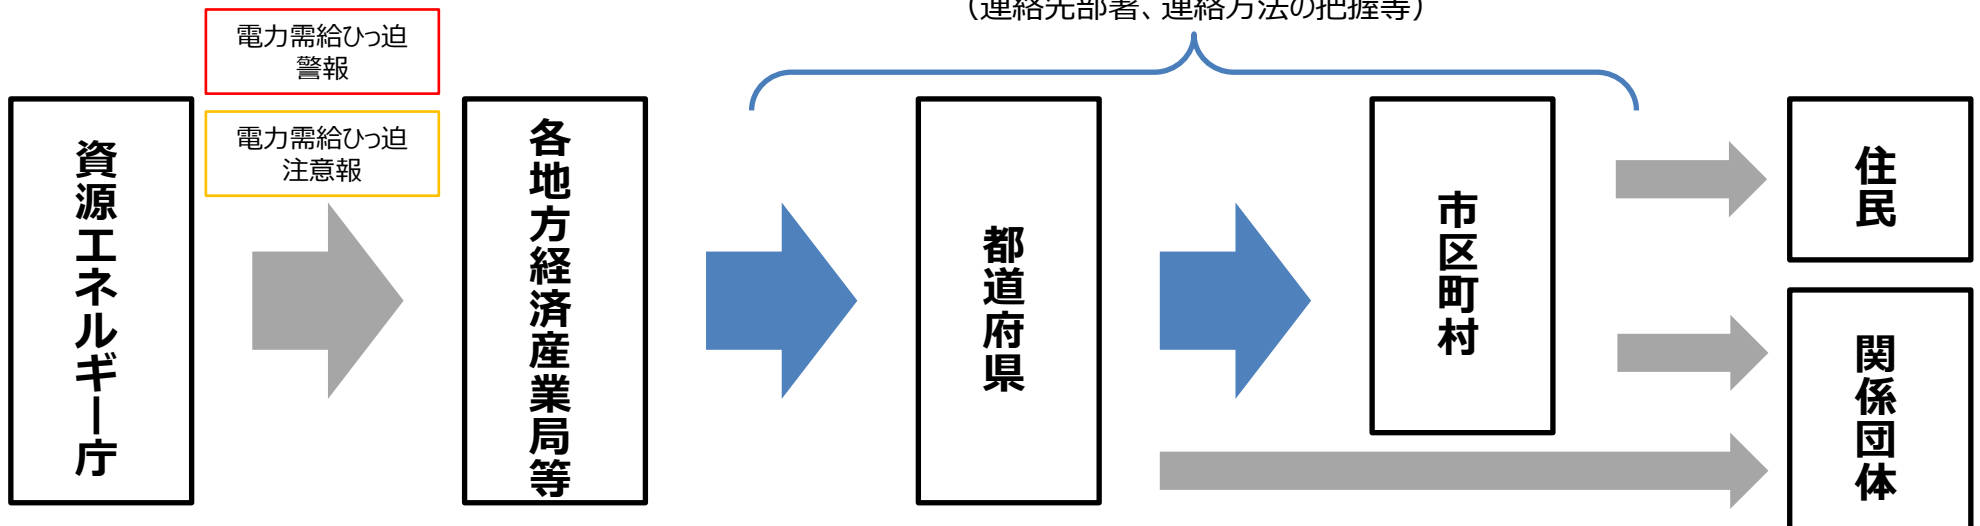 （連絡先部署、連絡方法の把握等）
電力需給ひっ迫
警報
電力需給ひっ迫
注意報
資源エネルギー庁
各地方経済産業局等
都道府県
市区町村
住民
関係団体